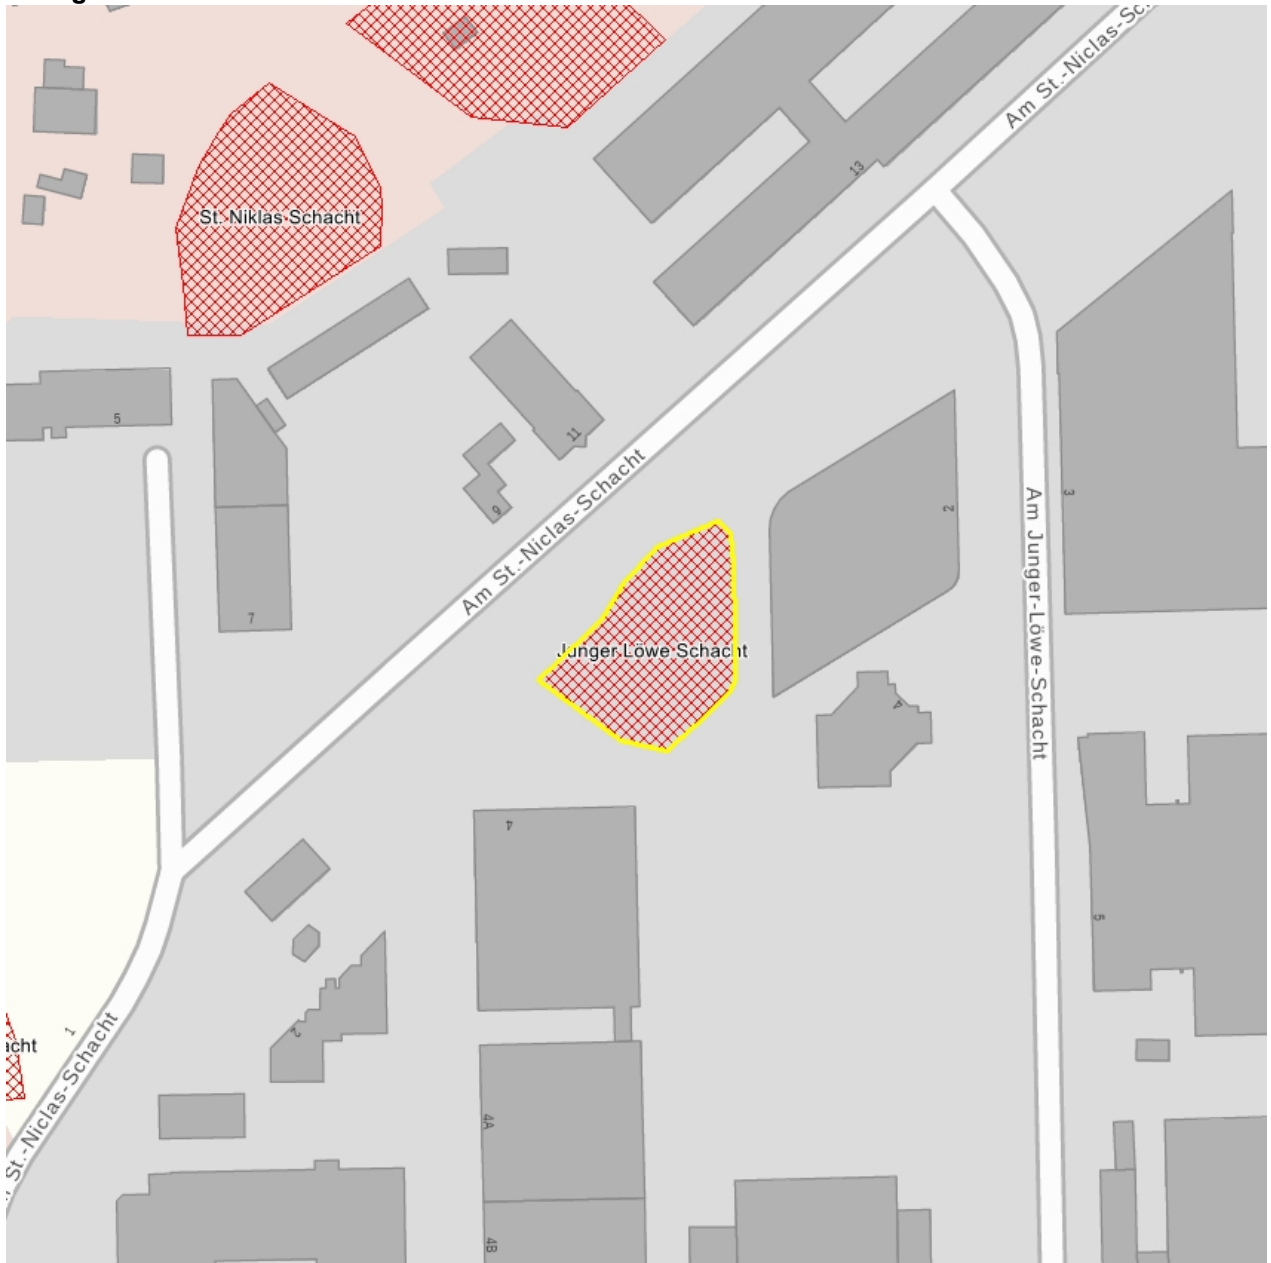 Am St.-Niclas-Sc
13
St. Niklas Schacht
5
11
9
2
3
Am St.-Niclas-Schacht
7
Am Junger-Löwe-Schacht
Junger Löwe Schacht
4
4
5
2
1
acht
St.-Niclas-Schacht
4A
4B